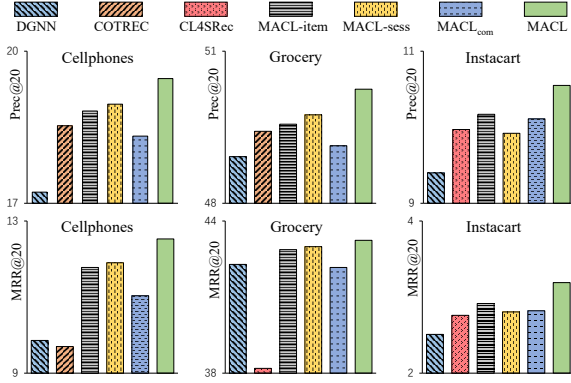 DGNN COTREC CL4SRec MACL-item MACL-sess MACL_com MACL
Cellphones
Prec@20
20
17
Grocery
Prec@20
51
48
Instacart
Prec@20
11
9
Cellphones
MRR@20
13
9
Grocery
MRR@20
44
38
Instacart
MRR@20
4
2